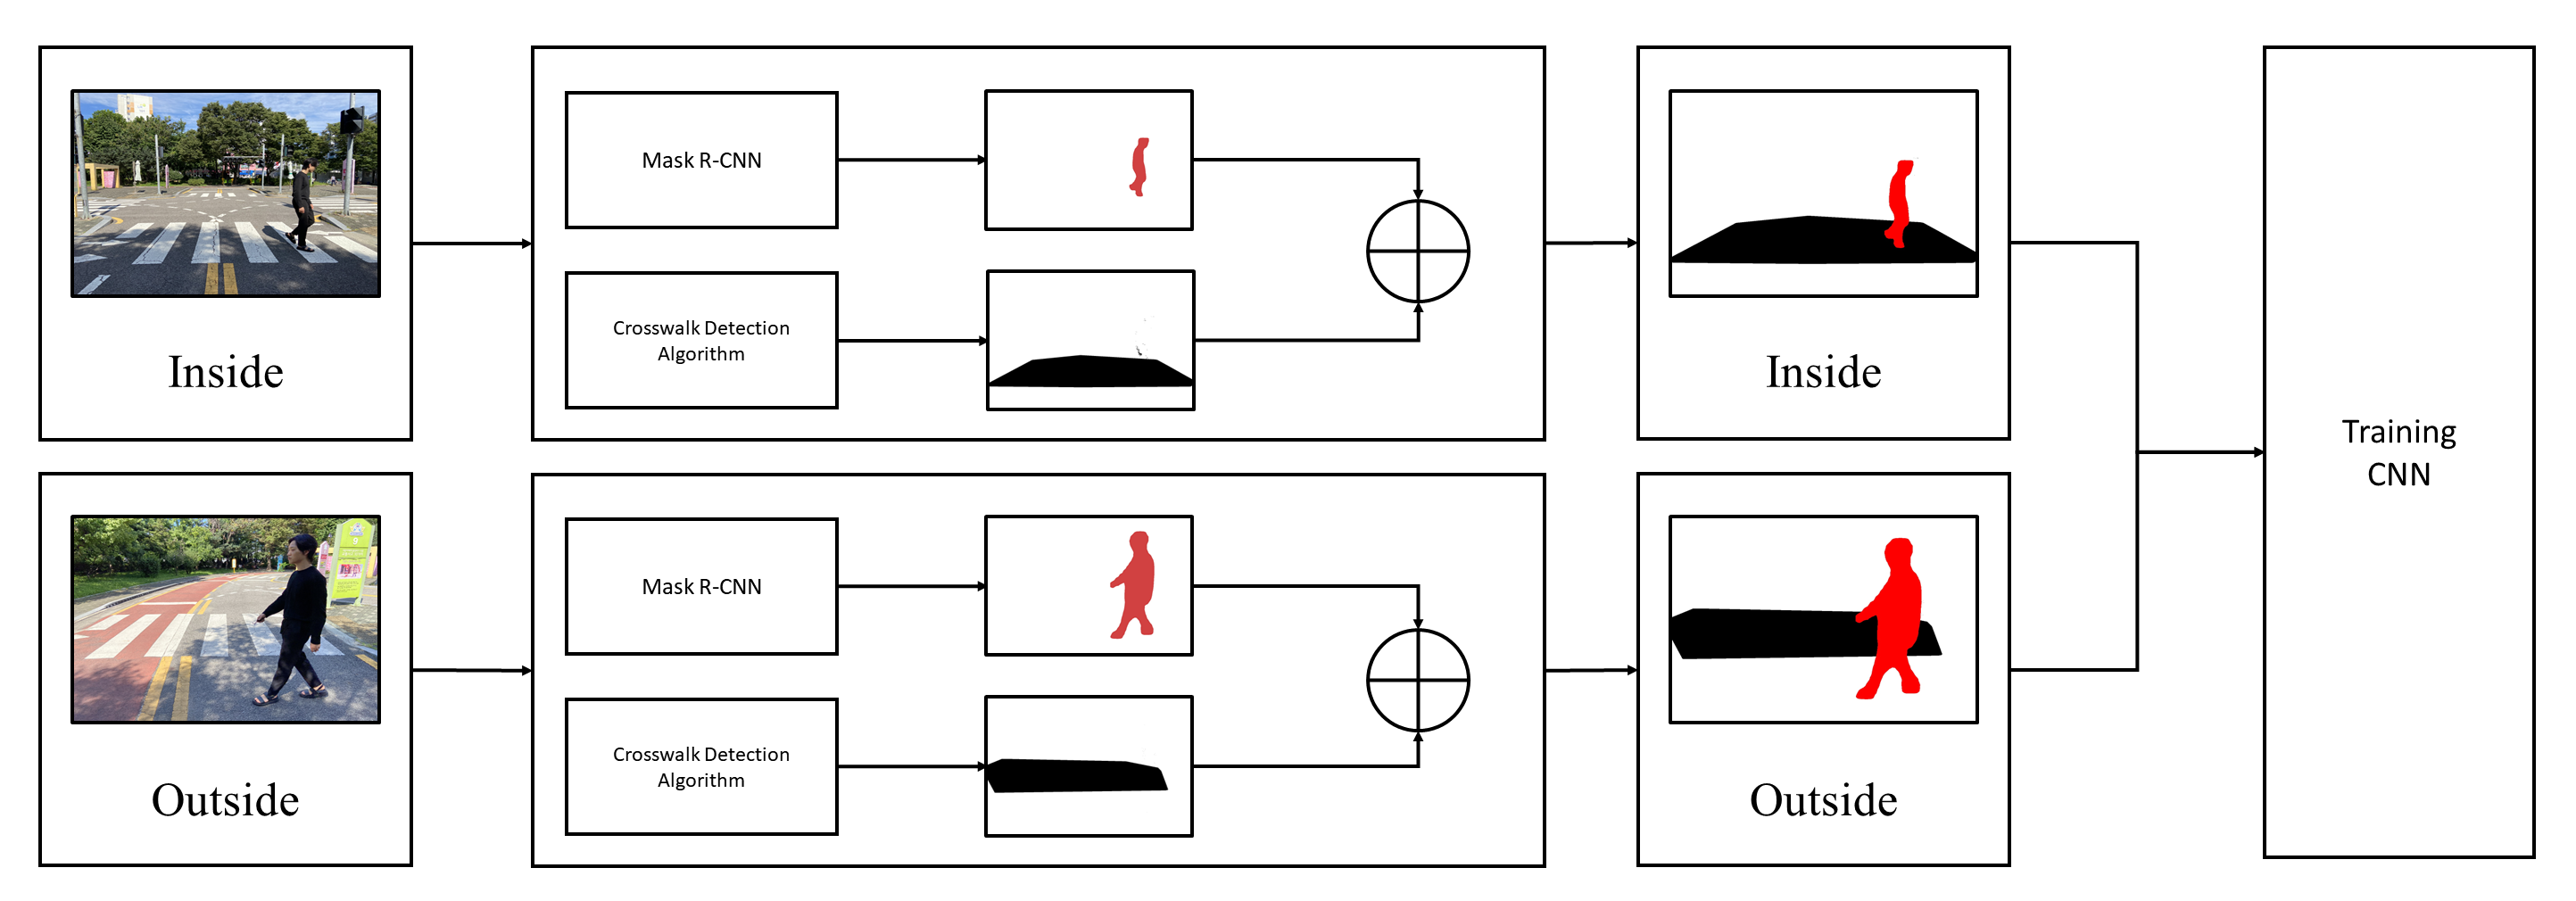 Inside
Mask R-CNN
Crosswalk Detection
Algorithm
Inside
Outside
Mask R-CNN
Crosswalk Detection
Algorithm
Outside
Training
CNN